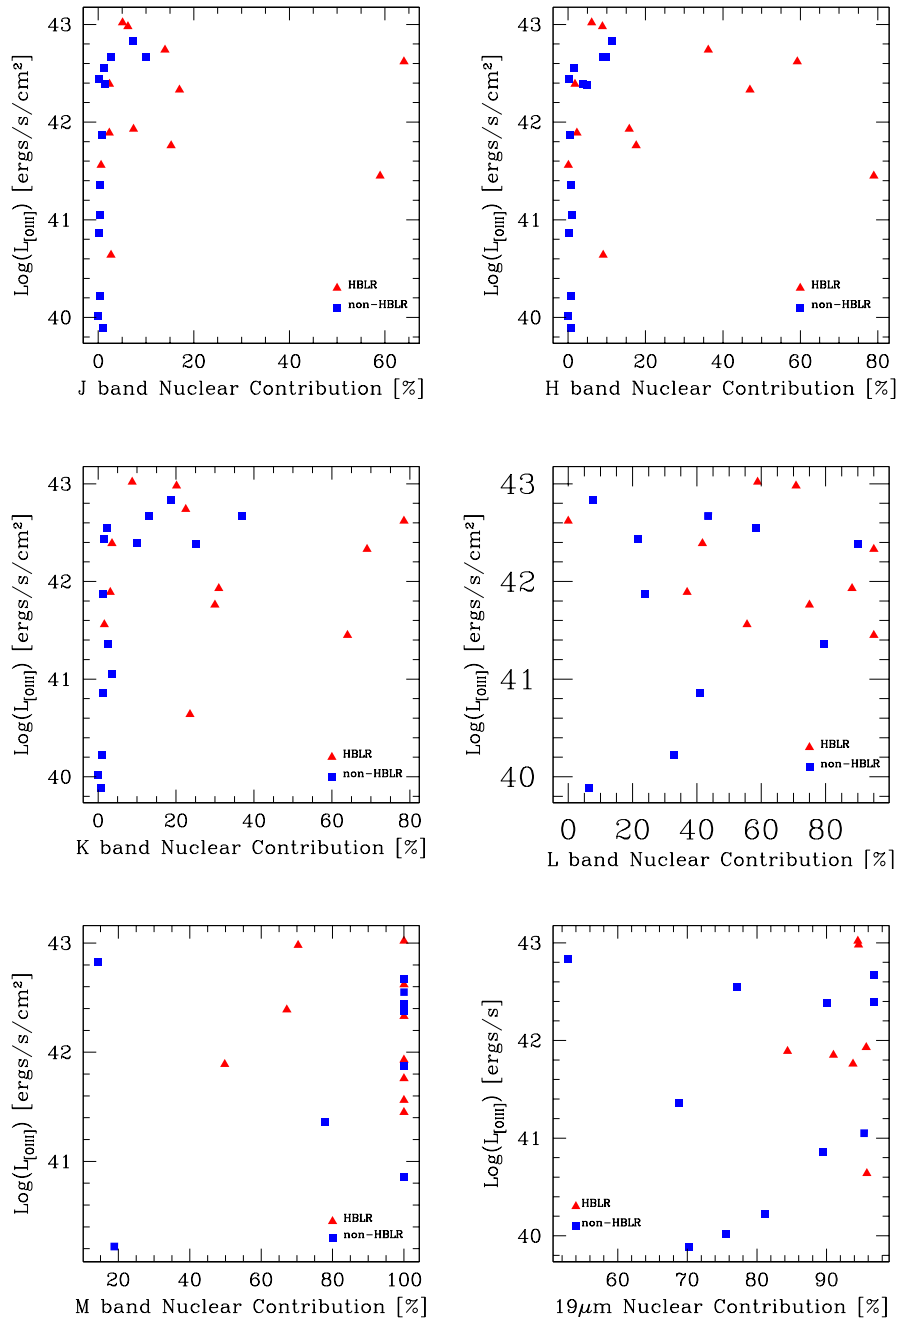 43
42
41
40
Log(L[OIII]) [ergs/s/cm²]
HBLR
non-HBLR
0 20 40 60
J band Nuclear Contribution [%]
43
42
41
40
Log(L[OIII]) [ergs/s/cm²]
HBLR
non-HBLR
0 20 40 60 80
H band Nuclear Contribution [%]
43
42
41
40
Log(L[OIII]) [ergs/s/cm²]
HBLR
non-HBLR
0 20 40 60 80
K band Nuclear Contribution [%]
43
42
41
40
Log(L[OIII]) [ergs/s/cm²]
HBLR
non-HBLR
0 20 40 60 80
L band Nuclear Contribution [%]
43
42
41
Log(L[OIII]) [ergs/s/cm²]
HBLR
non-HBLR
20 40 60 80 100
M band Nuclear Contribution [%]
43
42
41
40
Log(L[OIII]) [ergs/s]
HBLR
non-HBLR
60 70 80 90
19μm Nuclear Contribution [%]